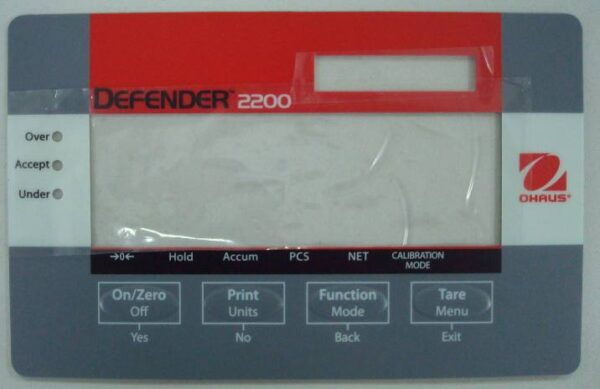 DEFENDER™ 2200
Over
Accept
Under
OHAUS®
→0← Hold Accum PCS NET CALIBRATION
MODE
On/Zero Print Function Tare
Off Units Mode Menu
Yes No Back Exit